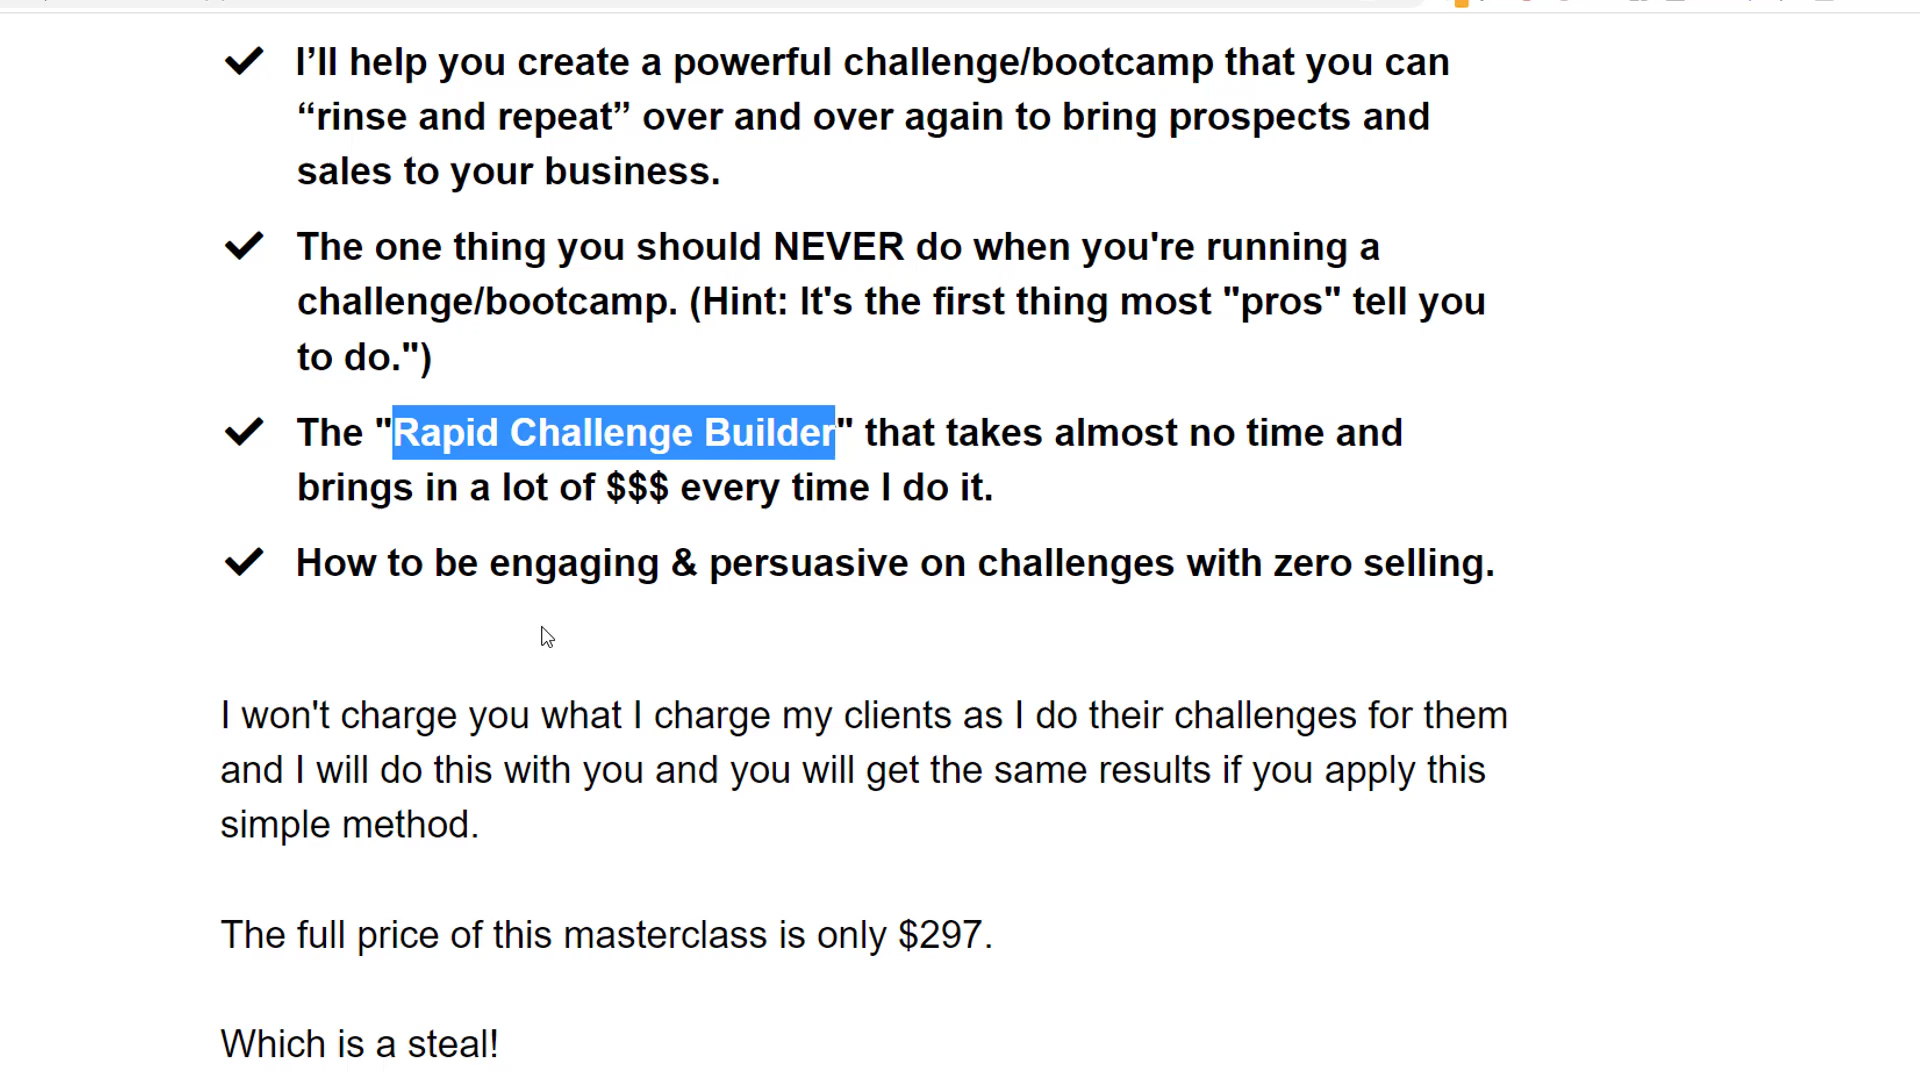 I’ll help you create a powerful challenge/bootcamp that you can
“rinse and repeat” over and over again to bring prospects and
sales to your business.
The one thing you should NEVER do when you're running a
challenge/bootcamp. (Hint: It's the first thing most "pros" tell you
to do.")
The "Rapid Challenge Builder" that takes almost no time and
brings in a lot of $$$ every time I do it.
How to be engaging & persuasive on challenges with zero selling.
I won't charge you what I charge my clients as I do their challenges for them
and I will do this with you and you will get the same results if you apply this
simple method.
The full price of this masterclass is only $297.
Which is a steal!